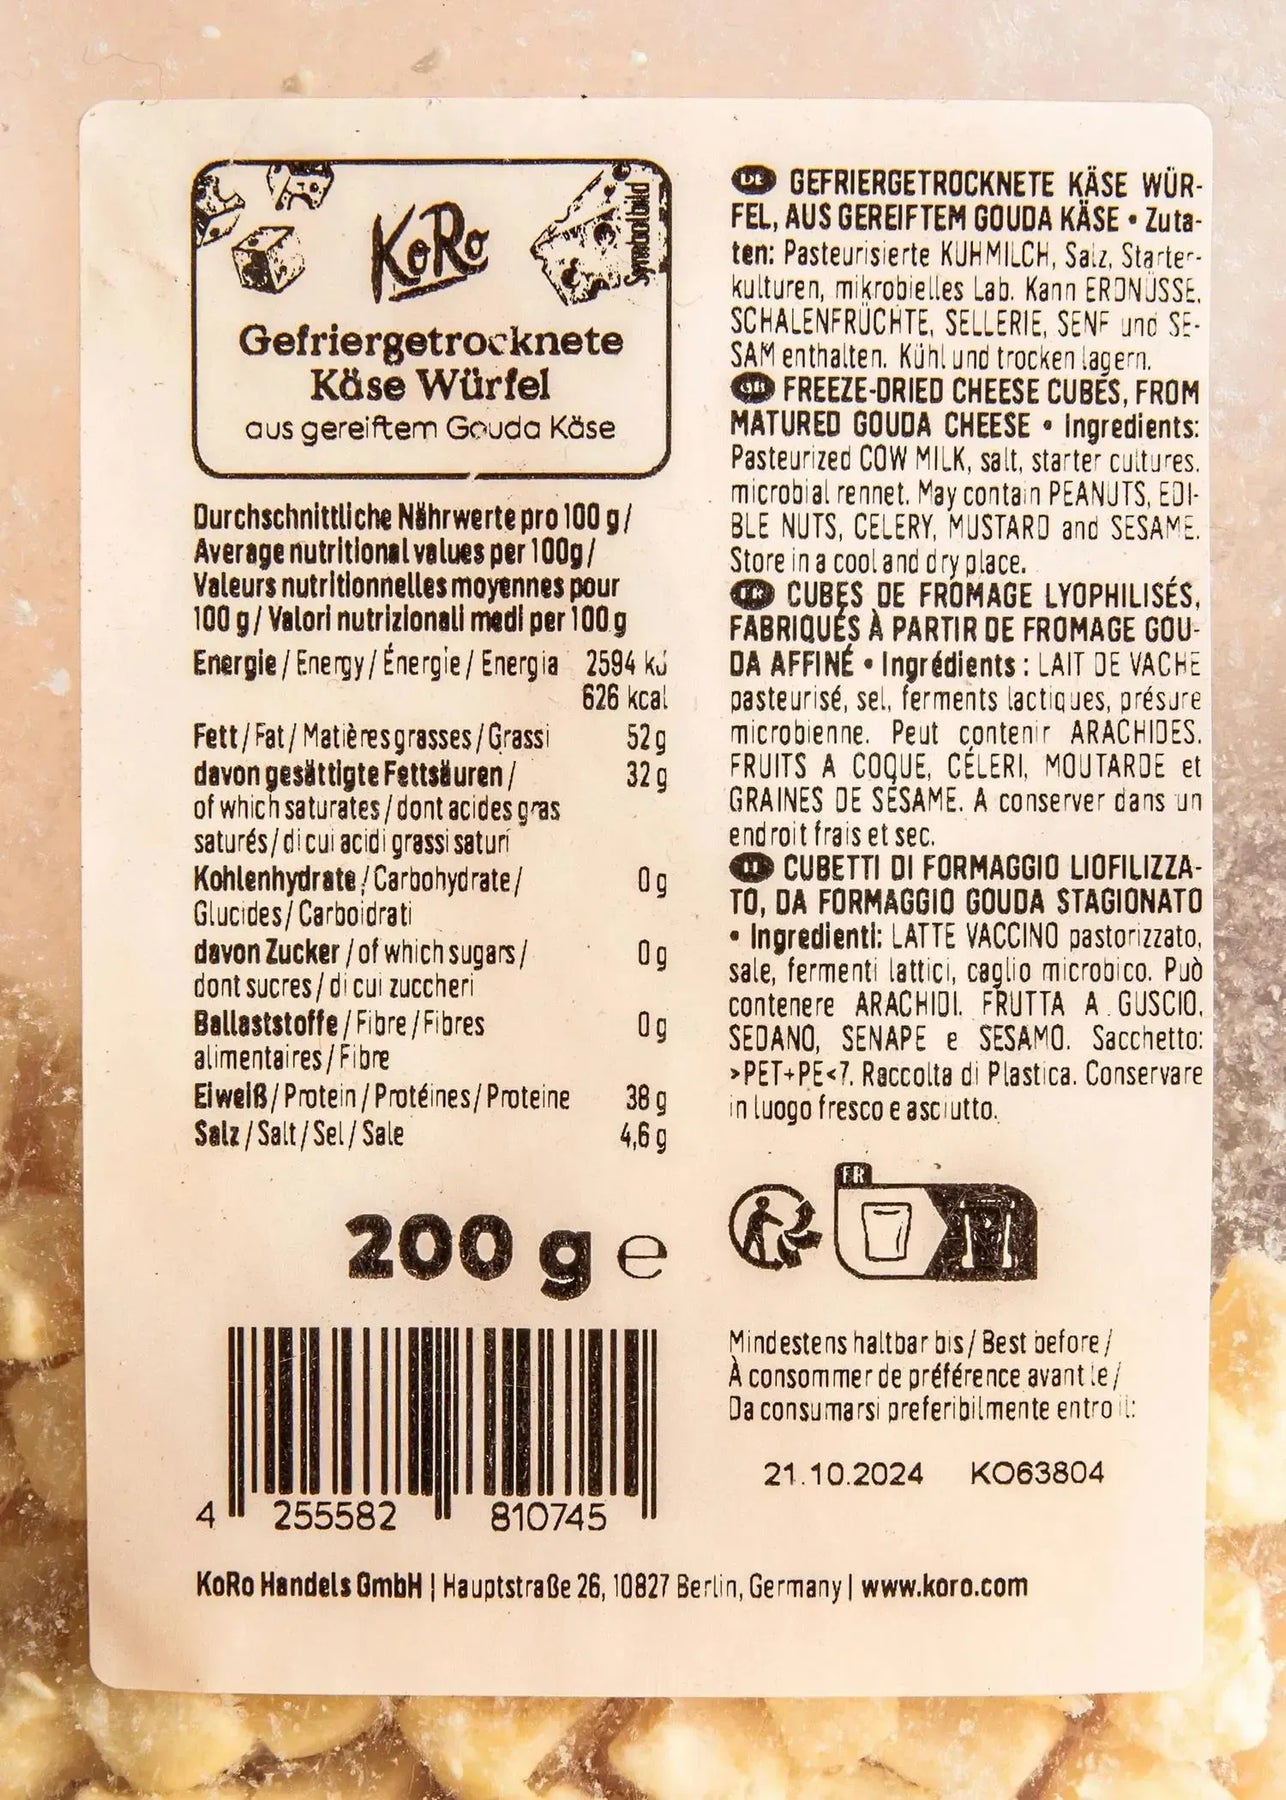 Symbolbild
KoRo
Gefriergetrocknete
Käse Würfel
aus gereiftem Gouda Käse
Durchschnittliche Nährwerte pro 100 g/
Average nutritional values per 100g/
Valeurs nutritionnelles moyennes pour
100 g/ Valori nutrizionali medi per 100 g
Energie / Energy / Énergie / Energia 2594 kJ
626 kcal
Fett / Fat / Matières grasses / Grassi 52 g
davon gesättigte Fettsäuren / 32 g
of which saturates / dont acides gras
saturés / di cui acidi grassi saturi
Kohlenhydrate / Carbohydrate / 0 g
Glucides / Carboidrati
davon Zucker / of which sugars / 0 g
dont sucres / di cui zuccheri
Ballaststoffe / Fibre / Fibres 0 g
alimentaires / Fibre
Eiweiß / Protein / Protéines / Proteine 38 g
Salz / Salt / Sel / Sale 4,6 g
200 g e
4 255582 810745
DE GEFRIERGETROCKNETE KÄSE WÜR-
FEL, AUS GEREIFTEM GOUDA KÄSE • Zuta-
ten: Pasteurisierte KUHMILCH, Salz, Starter-
kulturen, mikrobielles Lab. Kann ERDNÜSSE,
SCHALENFRÜCHTE, SELLERIE, SENF und SE-
SAM enthalten. Kühl und trocken lagern.
GB FREEZE-DRIED CHEESE CUBES, FROM
MATURED GOUDA CHEESE • Ingredients:
Pasteurized COW MILK, salt, starter cultures,
microbial rennet. May contain PEANUTS, EDI-
BLE NUTS, CELERY, MUSTARD and SESAME.
Store in a cool and dry place.
CUBES DE FROMAGE LYOPHILISÉS,
FABRIQUÉS À PARTIR DE FROMAGE GOU-
DA AFFINÉ • Ingrédients : LAIT DE VACHE
pasteurisé, sel, ferments lactiques, présure
microbienne. Peut contenir ARACHIDES,
FRUITS A COQUE, CÉLERI, MOUTARDE et
GRAINES DE SÉSAME. A conserver dans un
endroit frais et sec.
IT CUBETTI DI FORMAGGIO LIOFILIZZA-
TO, DA FORMAGGIO GOUDA STAGIONATO
• Ingredienti: LATTE VACCINO pastorizzato,
sale, fermenti lattici, caglio microbico. Può
contenere ARACHIDI, FRUTTA A GUSCIO,
SEDANO, SENAPE e SESAMO. Sacchetto:
>PET+PE<7. Raccolta di Plastica. Conservare
in luogo fresco e asciutto.
FR
Mindestens haltbar bis / Best before /
À consommer de préférence avant le /
Da consumarsi preferibilmente entro il:
21.10.2024 KO63804
KoRo Handels GmbH | Hauptstraße 26, 10827 Berlin, Germany | www.koro.com